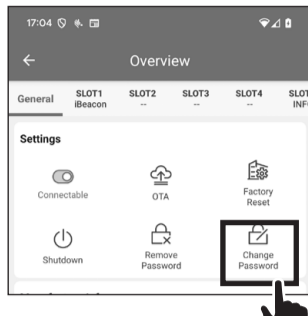 17:04
Overview
General SLOT1 SLOT2 SLOT3 SLOT4 SLOT
iBeacon -- -- -- INF
Settings
Connectable OTA Factory
Reset
Shutdown Remove Change
Password Password